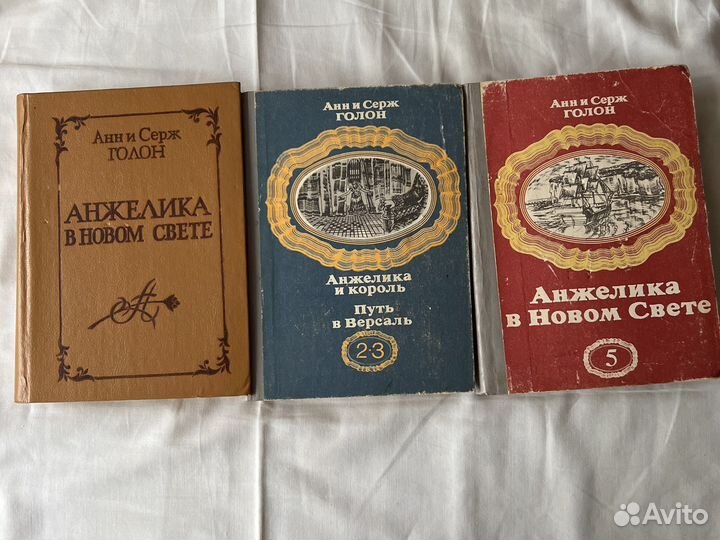 Анн и Серж
ГОЛОН
АНЖЕЛИКА
В НОВОМ СВЕТЕ
А
Анн и Серж
ГОЛОН
Анжелика
и король
Путь
в Версаль
2-3
Анн и Серж
ГОЛОН
Анжелика
в Новом Свете
5
Avito